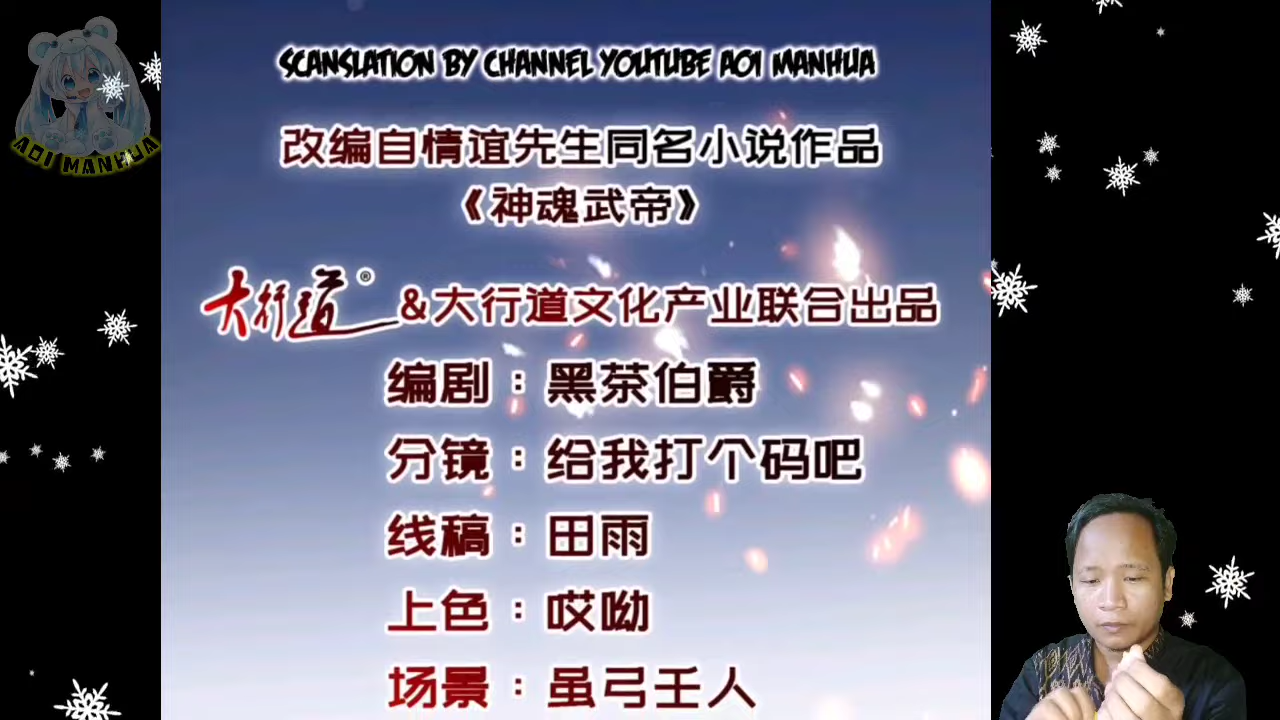 AOI MANHUA
SCANSLATION BY CHANNEL YOUTUBE AOI MANHUA
改编自情谊先生同名小说作品
《神魂武帝》
大行道® &大行道文化产业联合出品
编剧：黑茶伯爵
分镜：给我打个码吧
线稿：田雨
上色：哎呦
场景：虽弓壬人